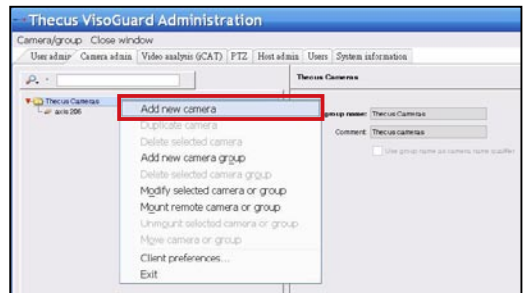 Thecus VisoGuard Administration
Camera/group Close window
User admin Camera admin Video analysis (iCAT) PTZ Host admin Users System information
Thecus Cameras
Thecus Cameras
axis 206
Add new camera
Duplicate camera
Delete selected camera
Add new camera group
Delete selected camera group
Modify selected camera or group
Mount remote camera or group
Unmount selected camera or group
Move camera or group
Client preferences...
Exit
group name: Thecus Cameras
Comment: Thecus cameras
Use group name as camera name qualifier